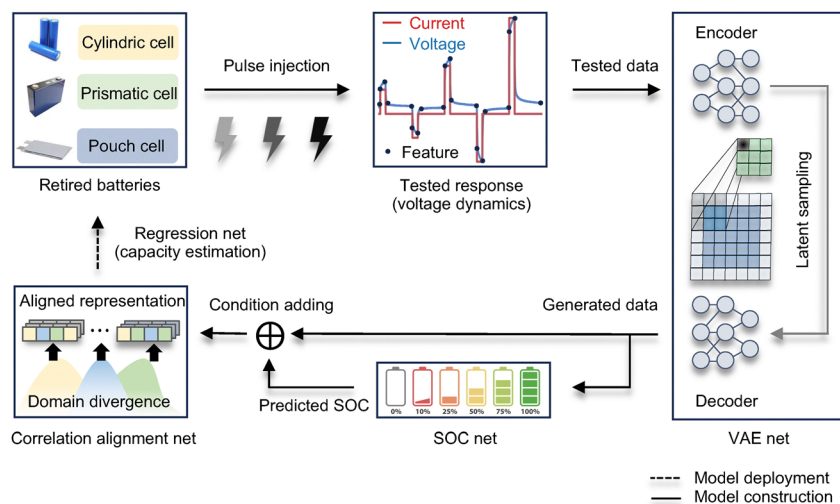 Cylindric cell
Prismatic cell
Pouch cell
Retired batteries
Pulse injection
Current
Voltage
Feature
Tested response
(voltage dynamics)
Tested data
Encoder
Latent sampling
Decoder
VAE net
Generated data
0% 10% 25% 50% 75% 100%
SOC net
Predicted SOC
Condition adding
Aligned representation
Domain divergence
Correlation alignment net
Regression net
(capacity estimation)
Model deployment
Model construction